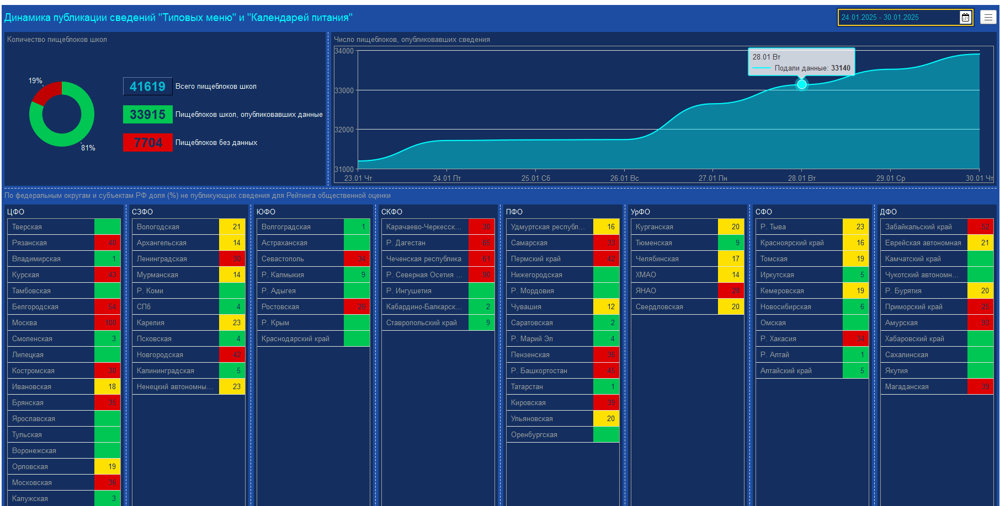 Динамика публикации сведений "Типовых меню" и "Календарей питания"
24.01.2025 - 30.01.2025
Количество пищеблоков школ
19%
81%
41619 Всего пищеблоков школ
33915 Пищеблоков школ, опубликовавших данные
7704 Пищеблоков без данных
Число пищеблоков, опубликовавших сведения
34000
33000
32000
31000
28.01 Вт
Подали данные: 33140
23.01 Чт 24.01 Пт 25.01 Сб 26.01 Вс 27.01 Пн 28.01 Вт 29.01 Ср 30.01 Чт
По федеральным округам и субъектам РФ доля (%) не публикующих сведения для Рейтинга общественной оценки
ЦФО
Тверская
Рязанская 40
Владимирская 1
Курская 43
Тамбовская
Белгородская 54
Москва 100
Смоленская 3
Липецкая
Костромская 30
Ивановская 18
Брянская 35
Ярославская
Тульская
Воронежская
Орловская 19
Московская 36
Калужская 3
СЗФО
Вологодская 21
Архангельская 14
Ленинградская 30
Мурманская 14
Р. Коми
СПб 4
Карелия 23
Псковская 4
Новгородская 42
Калининградская 5
Ненецкий автономны... 23
ЮФО
Волгоградская 1
Астраханская
Севастополь 34
Р. Калмыкия 9
Р. Адыгея
Ростовская 26
Р. Крым
Краснодарский край
СКФО
Карачаево-Черкесск... 30
Р. Дагестан 65
Чеченская республика 61
Р. Северная Осетия ... 90
Р. Ингушетия
Кабардино-Балкарск... 2
Ставропольский край 9
ПФО
Удмуртская республ... 16
Самарская 33
Пермский край 42
Нижегородская
Р. Мордовия
Чувашия 12
Саратовская 2
Р. Марий Эл 4
Пензенская 36
Р. Башкортостан 45
Татарстан 1
Кировская 39
Ульяновская 20
Оренбургская
УрФО
Курганская 20
Тюменская 9
Челябинская 17
ХМАО 14
ЯНАО 28
Свердловская 20
СФО
Р. Тыва 23
Красноярский край 16
Томская 19
Иркутская 5
Кемеровская 19
Новосибирская 6
Омская
Р. Хакасия 34
Р. Алтай 1
Алтайский край 5
ДФО
Забайкальский край 52
Еврейская автономная 21
Камчатский край
Чукотский автономн...
Р. Бурятия 20
Приморский край 25
Амурская 93
Хабаровский край
Сахалинская
Якутия
Магаданская 39